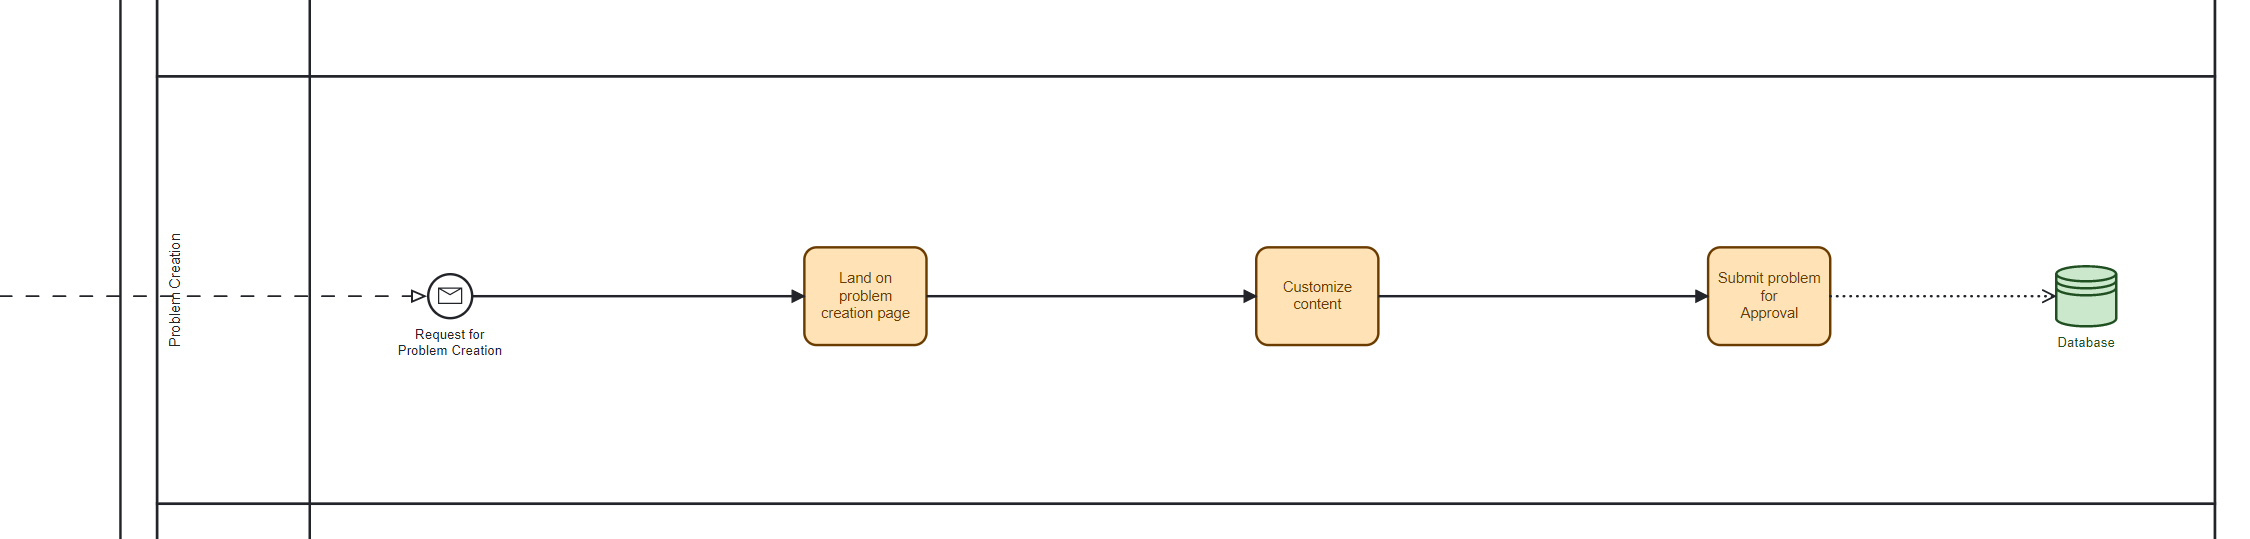 Problem Creation
Request for
Problem Creation
Land on
problem
creation page
Customize
content
Submit problem
for
Approval
Database